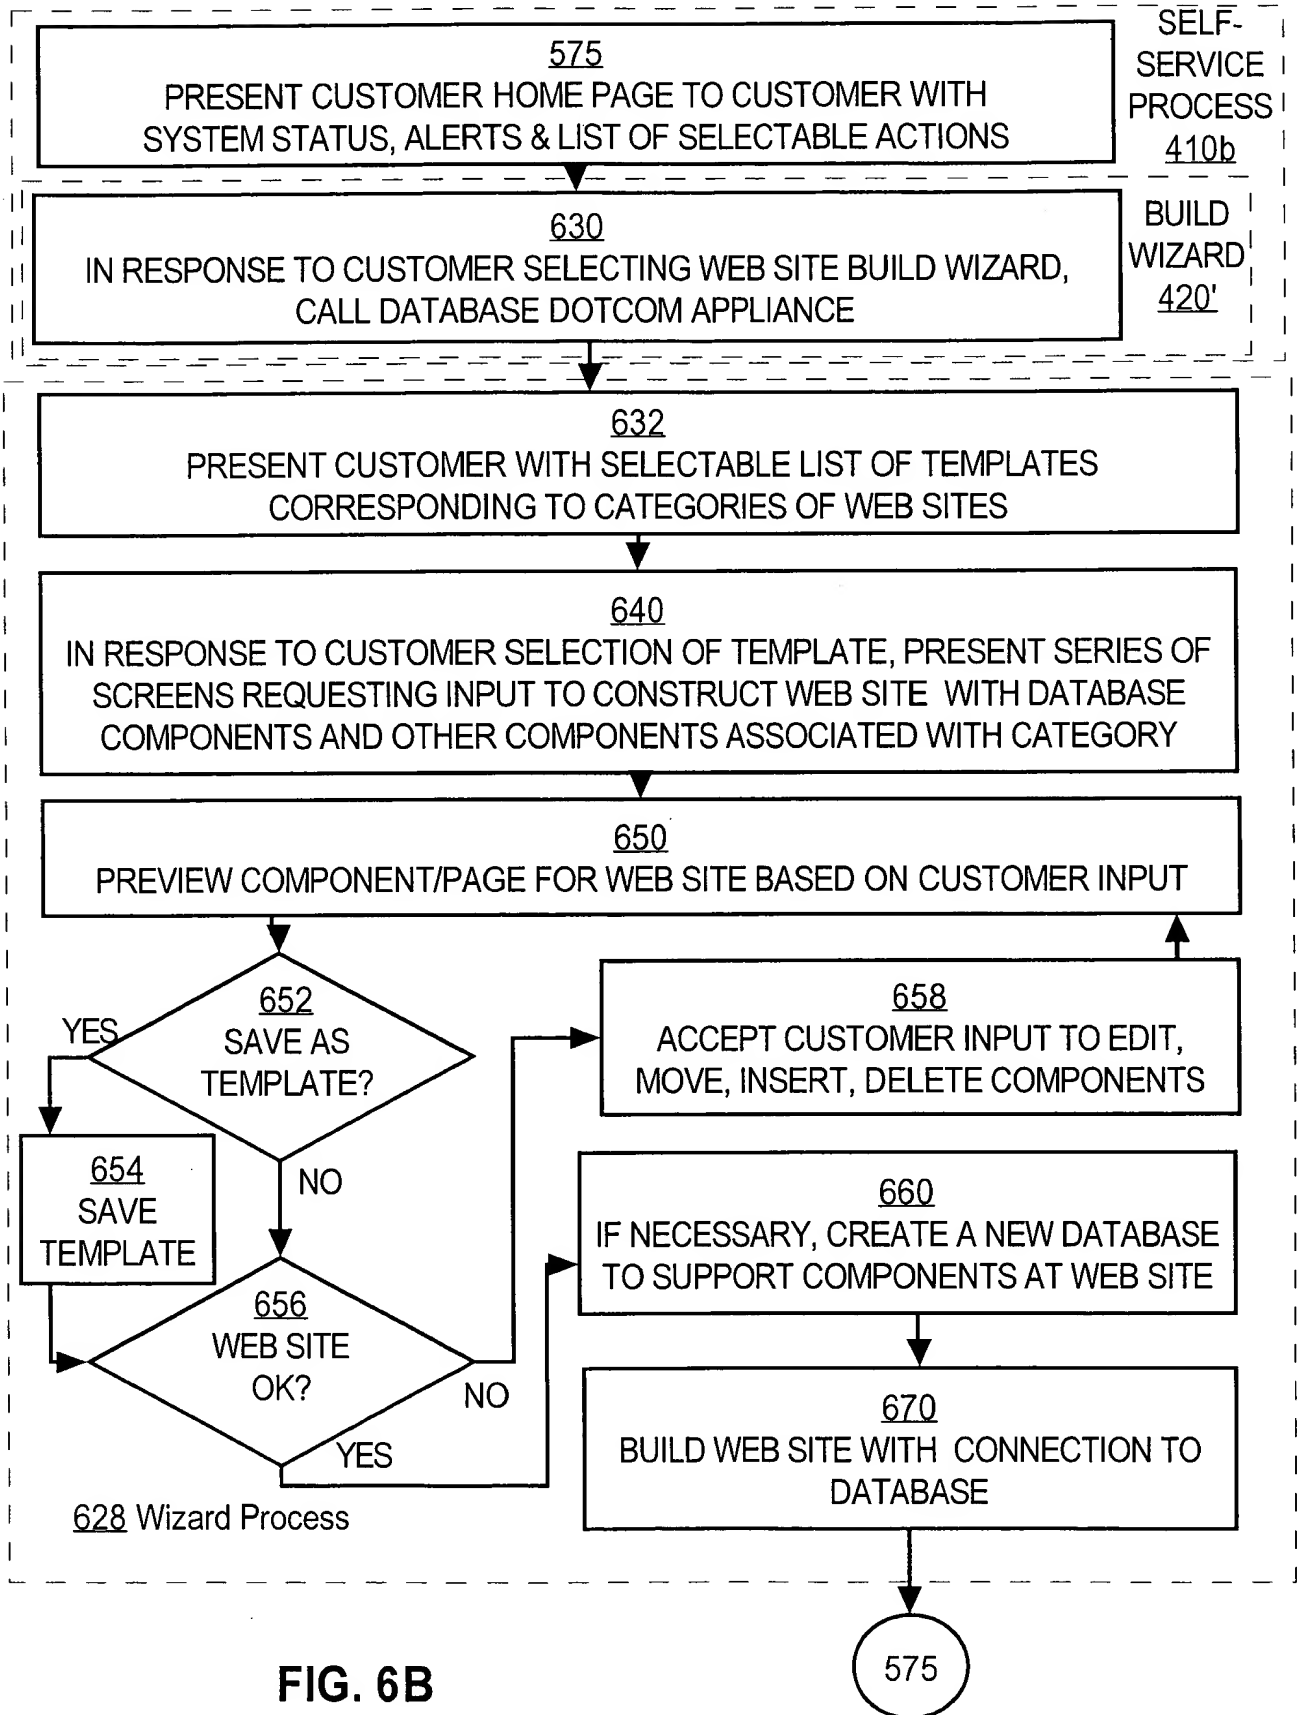 SELF-
SERVICE
PROCESS
410b
575
PRESENT CUSTOMER HOME PAGE TO CUSTOMER WITH
SYSTEM STATUS, ALERTS & LIST OF SELECTABLE ACTIONS
BUILD
WIZARD
420'
630
IN RESPONSE TO CUSTOMER SELECTING WEB SITE BUILD WIZARD,
CALL DATABASE DOTCOM APPLIANCE
632
PRESENT CUSTOMER WITH SELECTABLE LIST OF TEMPLATES
CORRESPONDING TO CATEGORIES OF WEB SITES
640
IN RESPONSE TO CUSTOMER SELECTION OF TEMPLATE, PRESENT SERIES OF
SCREENS REQUESTING INPUT TO CONSTRUCT WEB SITE WITH DATABASE
COMPONENTS AND OTHER COMPONENTS ASSOCIATED WITH CATEGORY
650
PREVIEW COMPONENT/PAGE FOR WEB SITE BASED ON CUSTOMER INPUT
652
SAVE AS
TEMPLATE?
YES
NO
654
SAVE
TEMPLATE
656
WEB SITE
OK?
NO
YES
658
ACCEPT CUSTOMER INPUT TO EDIT,
MOVE, INSERT, DELETE COMPONENTS
660
IF NECESSARY, CREATE A NEW DATABASE
TO SUPPORT COMPONENTS AT WEB SITE
670
BUILD WEB SITE WITH CONNECTION TO
DATABASE
628 Wizard Process
575
FIG. 6B